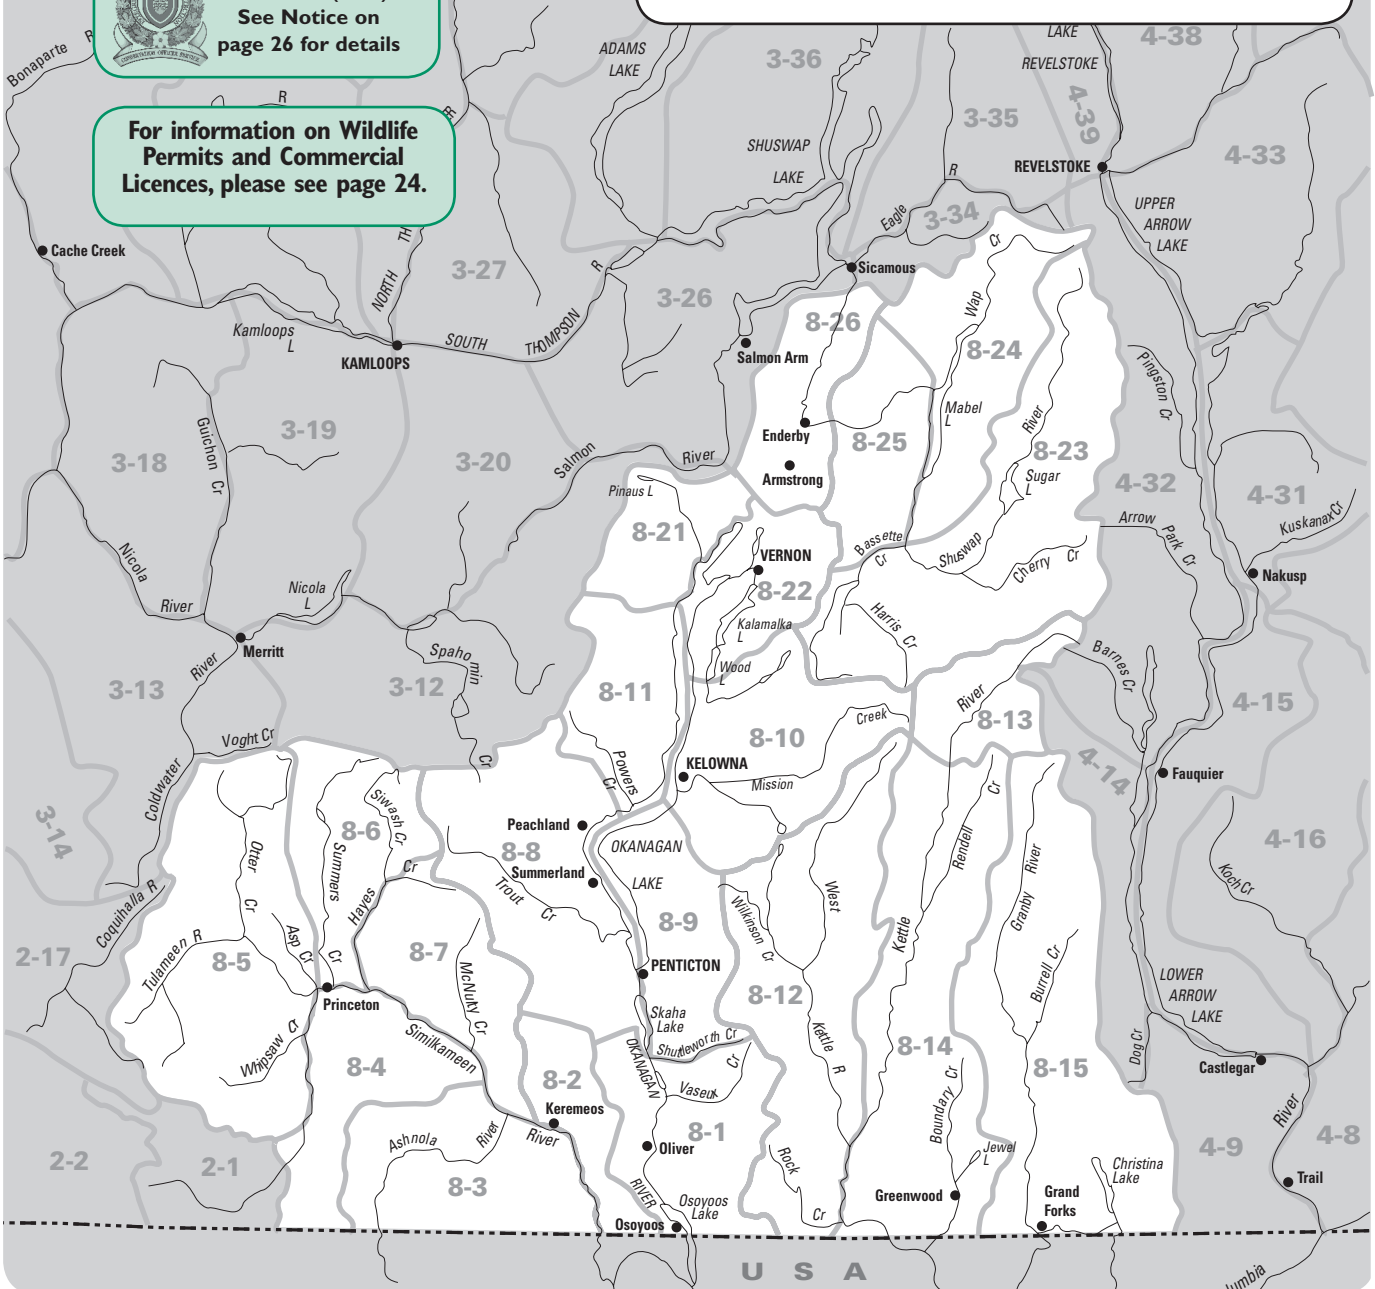 See Notice on
page 26 for details
For information on Wildlife
Permits and Commercial
Licences, please see page 24.
Bonaparte R
R
ADAMS
LAKE
3-36
LAKE
REVELSTOKE
4-38
4-39
3-35
4-33
SHUSWAP
LAKE
REVELSTOKE
R
Eagle
3-34
UPPER
ARROW
LAKE
Cache Creek
NORTH
TH
R
3-27
R
3-26
Sicamous
Cr
Wap
8-26
8-24
Kamloops
L
KAMLOOPS
SOUTH
THOMPSON
Salmon Arm
Pingston Cr
Guichon Cr
3-19
3-18
3-20
Salmon
River
Enderby
8-25
Mabel
L
River
8-23
Armstrong
Sugar
L
4-32
4-31
Pinaus L
8-21
Arrow
Park Cr
Kuskanax Cr
Nicola
River
Nicola
L
VERNON
8-22
Bassette
Cr
Shuswap
Cherry Cr
Nakusp
Kalamalka
L
Harris Cr
Merritt
River
Spahomin
Cr
Wood
L
Barnes Cr
3-13
3-12
8-11
River
8-13
4-15
Voght Cr
8-10
Creek
Coldwater
Powers
Cr
KELOWNA
Mission
4-14
Fauquier
3-14
Siwash Cr
8-6
Peachland
8-8
Summerland
OKANAGAN
LAKE
Cr
Rendell
River
Granby
4-16
Otter
Cr
Summers
Cr
Cr
Hayes
Trout
Cr
West
Koch Cr
Coquihalla R
Wilkinson Cr
Kettle
2-17
Tulameen R
8-5
Asp Cr
8-7
8-9
McNulty Cr
PENTICTON
Burrell Cr
LOWER
ARROW
LAKE
Princeton
8-12
Skaha
Lake
Similkameen
Whipsaw Cr
OKANAGAN
Shuttleworth Cr
Kettle R
8-14
Dog Cr
8-4
8-2
Vaseux
Cr
8-15
Castlegar
Keremeos
Boundary Cr
Ashnola
River
River
8-1
Oliver
Jewel
L
River
4-9
4-8
2-2
2-1
8-3
RIVER
Rock
Cr
Christina
Lake
Trail
Greenwood
Grand
Forks
Osoyoos
Lake
Osoyoos
U S A